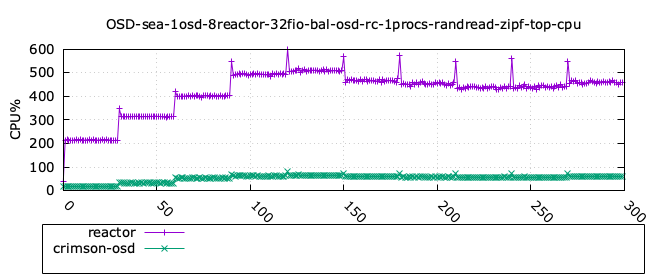 OSD-sea-1osd-8reactor-32fio-bal-osd-rc-1procs-randread-zipf-top-cpu
600
500
400
300
200
100
0
CPU%
0 50 100 150 200 250 300
reactor
crimson-osd